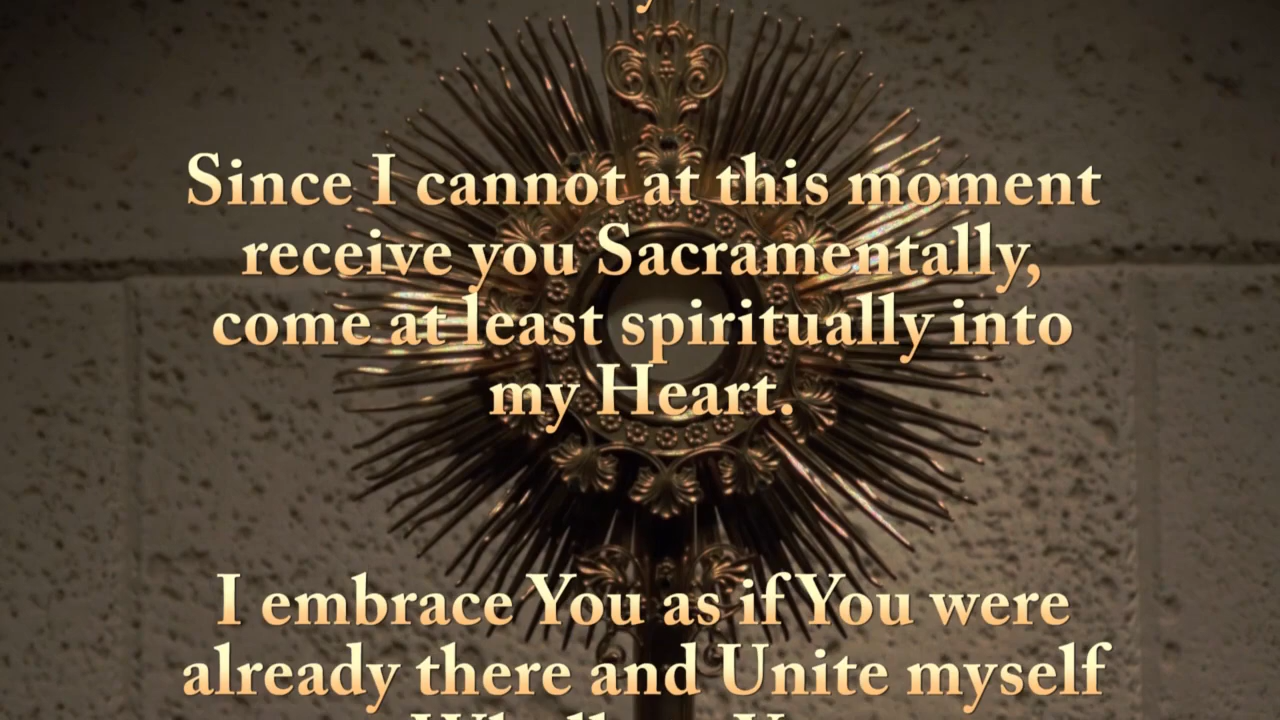 Since I cannot at this moment
receive you Sacramentally,
come at least spiritually into
my Heart.
I embrace You as if You were
already there and Unite myself